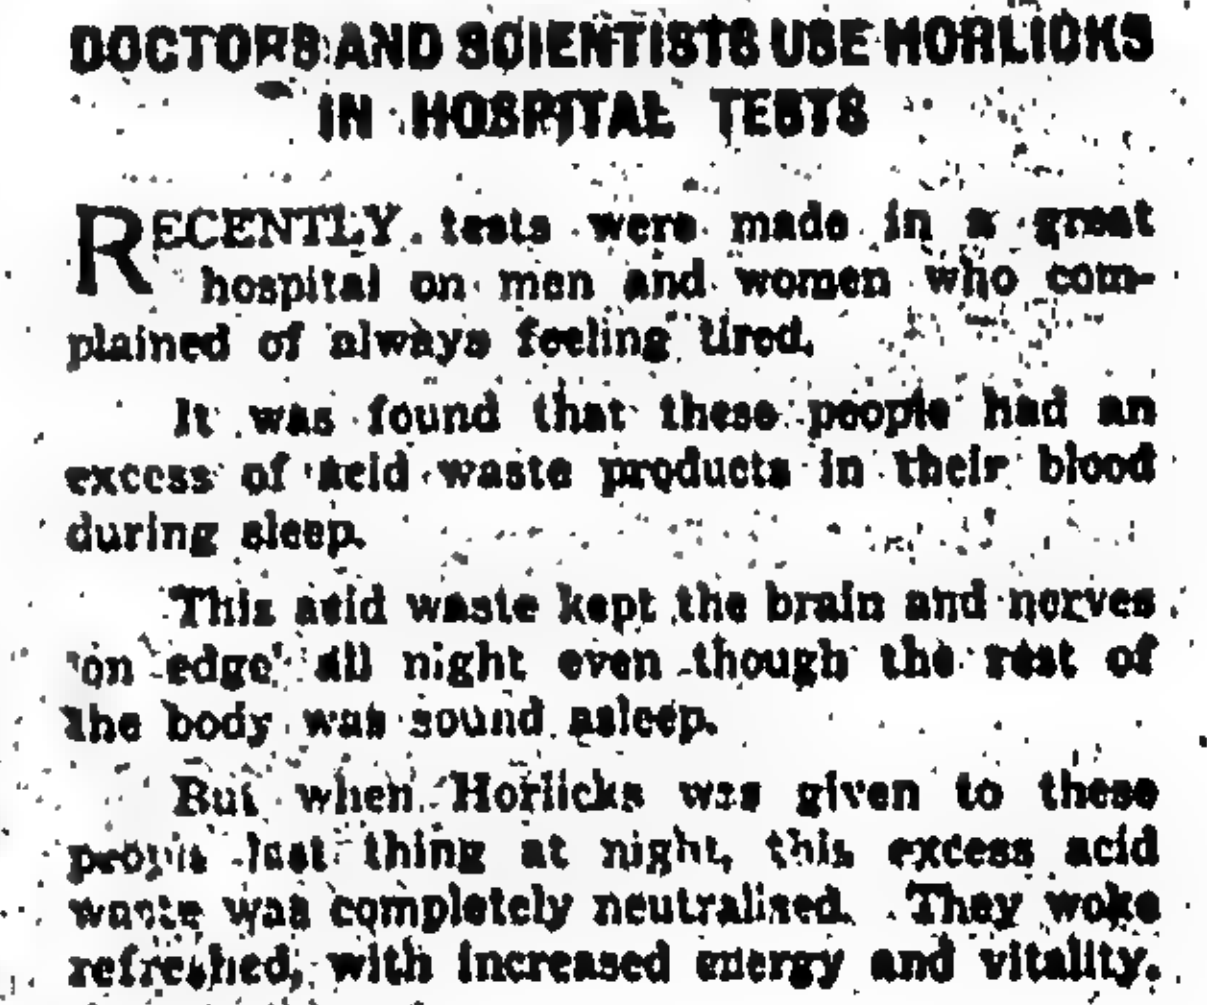 DOCTORS AND SCIENTISTS USE HORLICKS
IN HOSPITAL TESTS
RECENTLY tests were made in a great
hospital on men and women who com-
plained of always feeling tired.
It was found that these people had an
excess of acid waste products in their blood
during sleep.
This acid waste kept the brain and nerves
'on edge' all night even though the rest of
the body was sound asleep.
But when Horlicks was given to these
people last thing at night, this excess acid
waste was completely neutralised. They woke
refreshed, with increased energy and vitality.